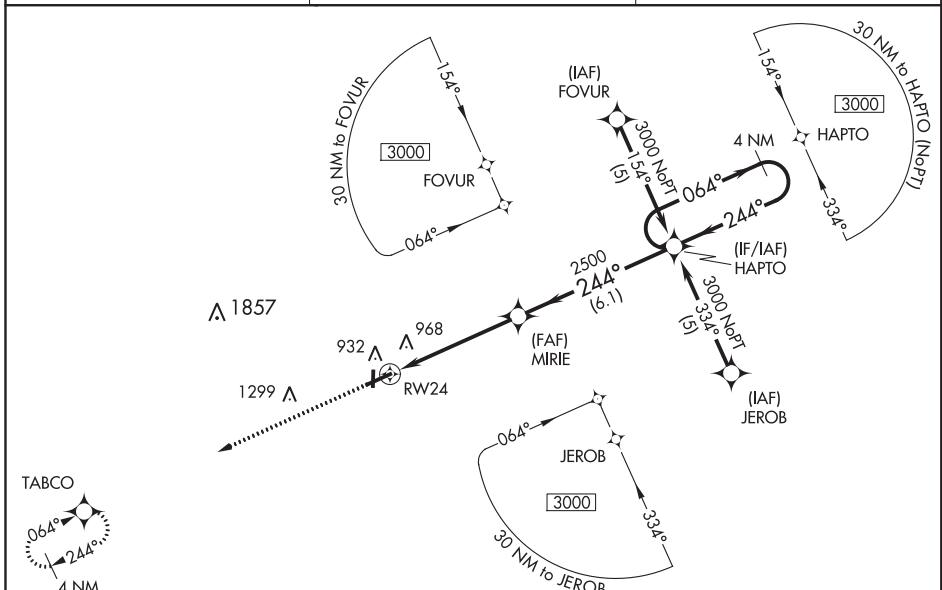 30 NM to FOVUR
154°
3000
FOVUR
064°
(IAF)
FOVUR
3000 NoPT
154°
(5)
4 NM
064°
244°
30 NM to HAPTO (NoPT)
154°
3000
HAPTO
334°
(IF/IAF)
HAPTO
2500
244°
(6.1)
3000 NoPT
334°
(5)
(IAF)
JEROB
1857
932
968
(FAF)
MIRIE
RW24
1299
064°
JEROB
3000
334°
30 NM to JEROB
TABCO
064°
244°
4 NM